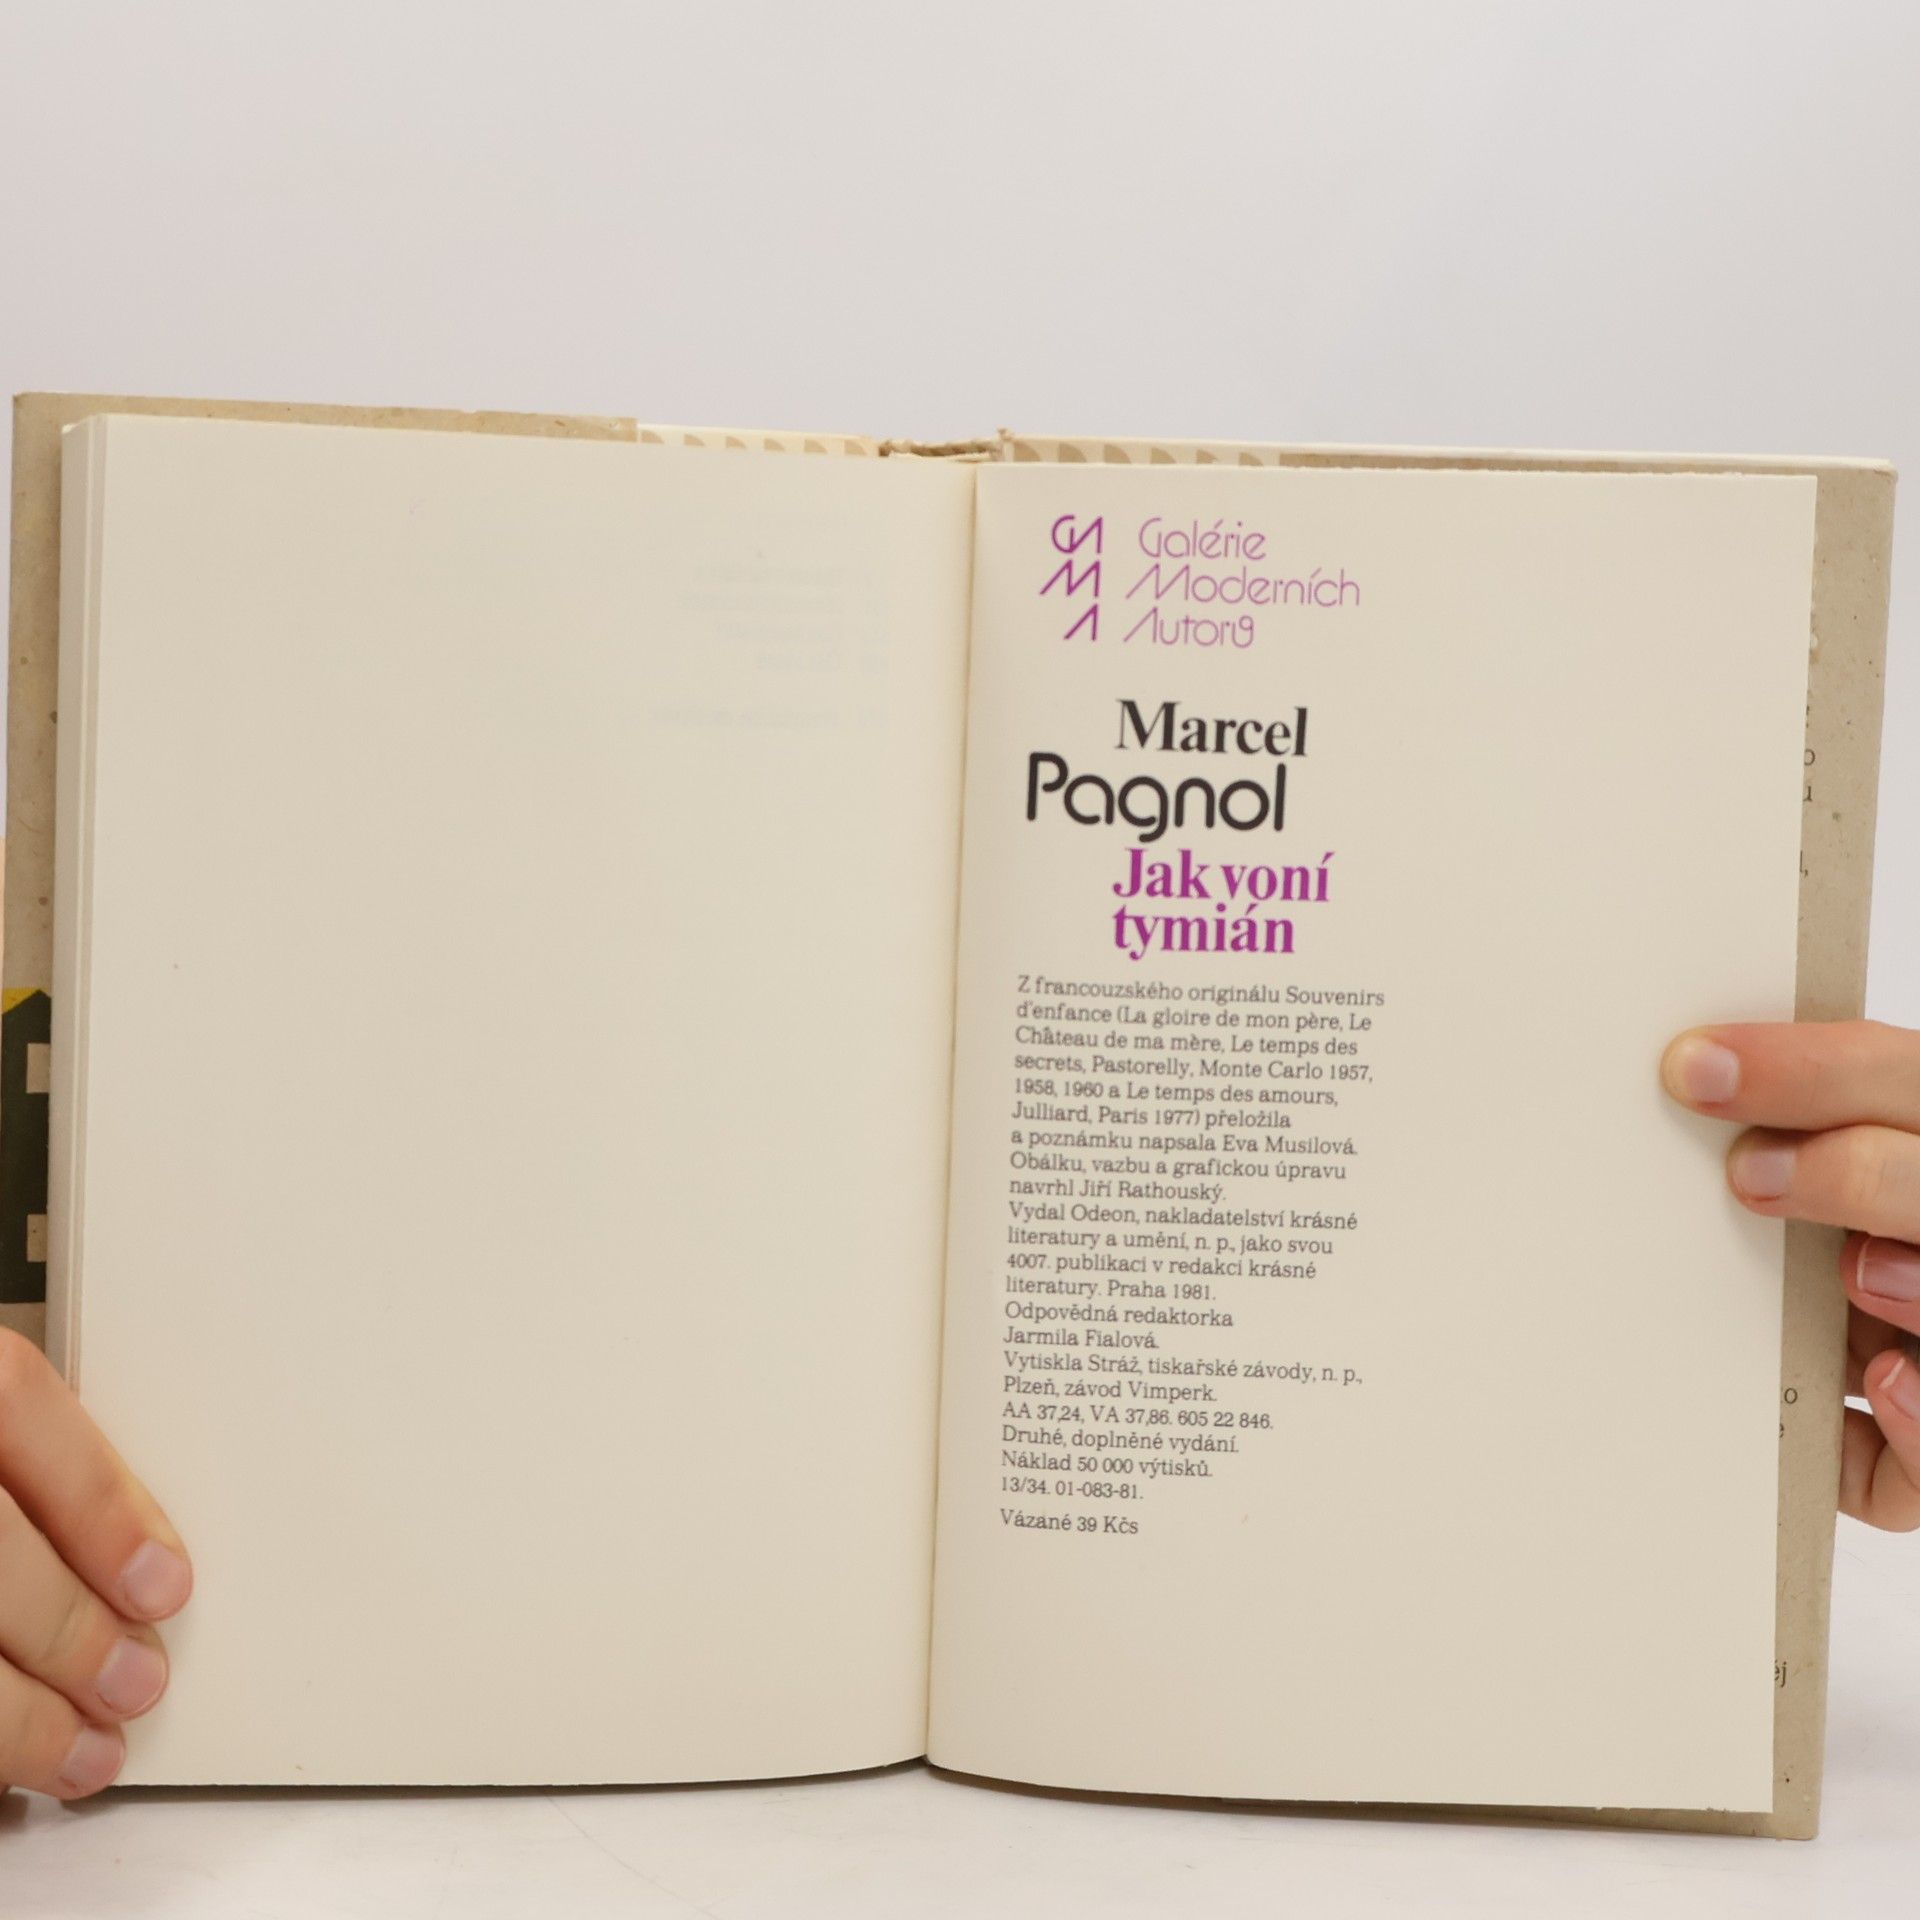 GMA
Galérie
Moderních
Autorů
Marcel
Pagnol
Jak voní
tymián
Z francouzského originálu Souvenirs
d'enfance (La gloire de mon père, Le
Château de ma mère, Le temps des
secrets, Pastorelly, Monte Carlo 1957,
1958, 1960 a Le temps des amours,
Julliard, Paris 1977) přeložila
a poznámku napsala Eva Musilová.
Obálku, vazbu a grafickou úpravu
navrhl Jiří Rathouský.
Vydal Odeon, nakladatelství krásné
literatury a umění, n. p., jako svou
4007. publikaci v redakci krásné
literatury. Praha 1981.
Odpovědná redaktorka
Jarmila Fialová.
Vytiskla Stráž, tiskařské závody, n. p.,
Plzeň, závod Vimperk.
AA 37,24, VA 37,86. 605 22 846.
Druhé, doplněné vydání.
Náklad 50 000 výtisků.
13/34. 01-083-81.
Vázané 39 Kčs